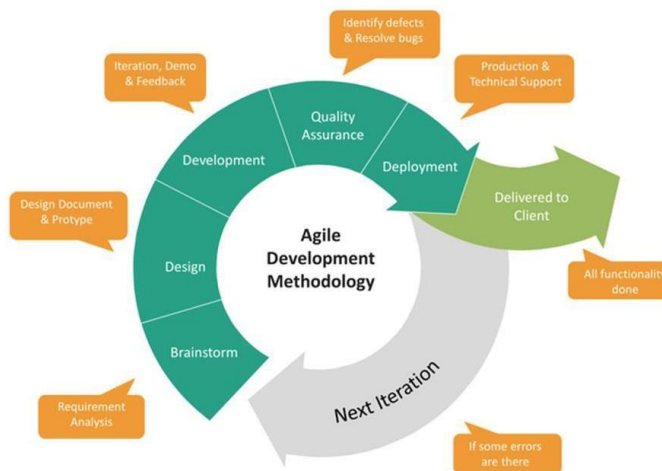 Identify defects
& Resolve bugs
Iteration, Demo
& Feedback
Production &
Technical Support
Quality
Assurance
Development
Deployment
Delivered to
Client
Design Document
& Protype
Agile
Development
Methodology
Design
All functionality
done
Brainstorm
Next Iteration
Requirement
Analysis
If some errors
are there